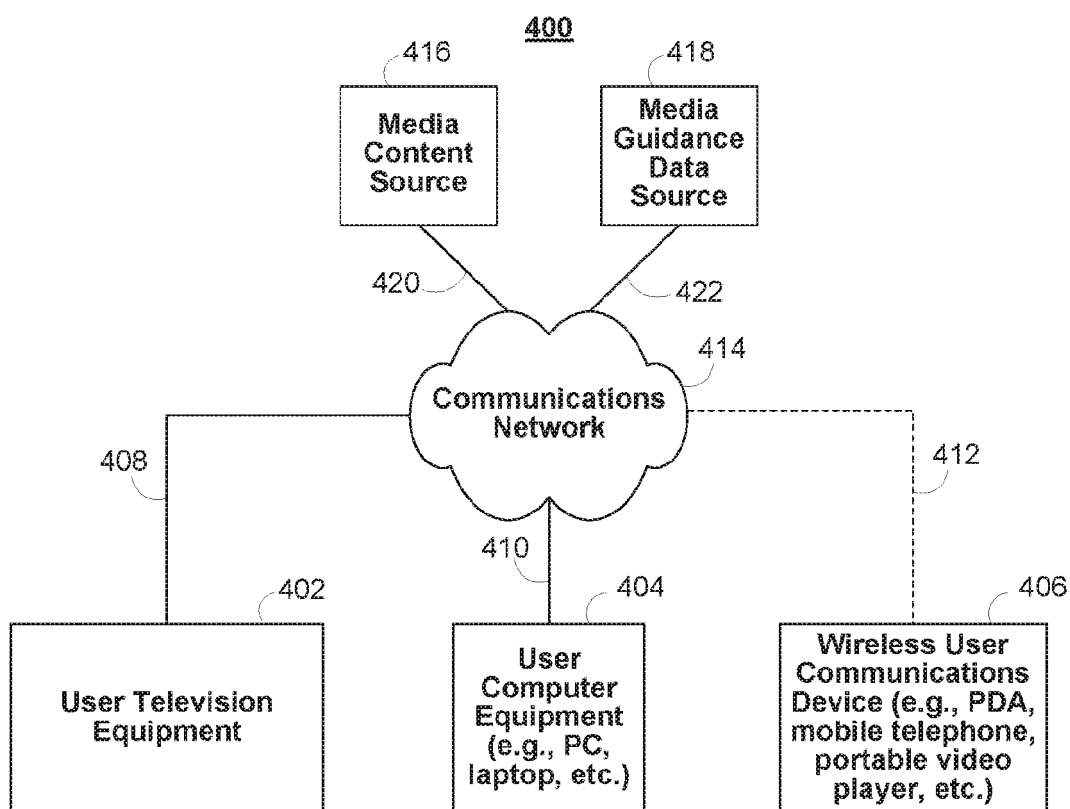 400
416
418
Media
Content
Source
Media
Guidance
Data
Source
420
422
414
Communications
Network
408
412
410
402
404
406
User Television
Equipment
User
Computer
Equipment
(e.g., PC,
laptop, etc.)
Wireless User
Communications
Device (e.g., PDA,
mobile telephone,
portable video
player, etc.)